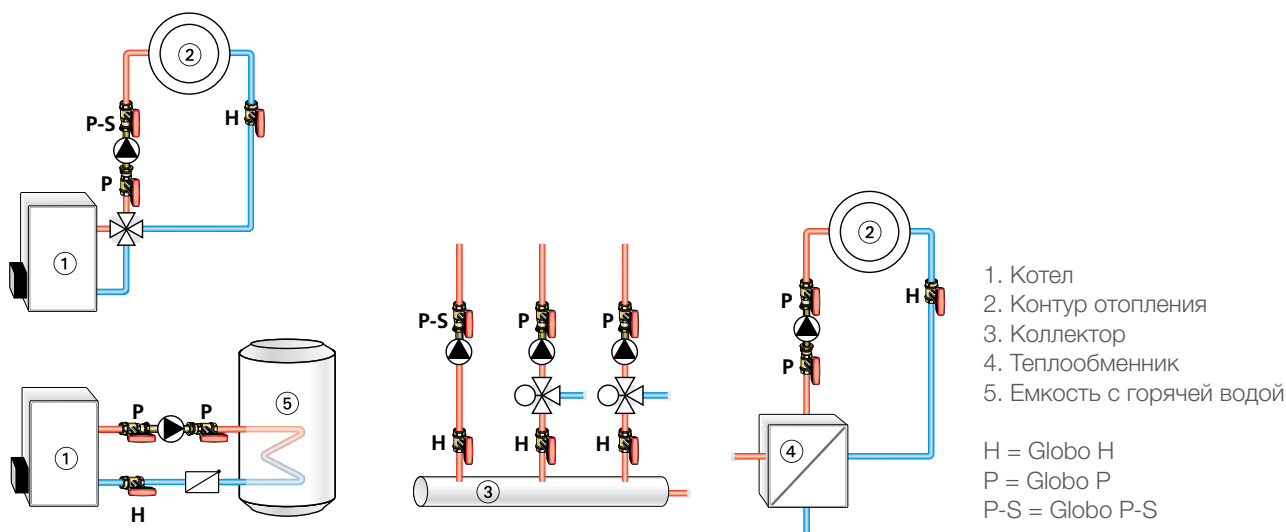 2
P-S
H
P
1
P-S
P
P
H
H
H
3
2
P
H
P
4
P
P
5
1
H
1. Котел
2. Контур отопления
3. Коллектор
4. Теплообменник
5. Емкость с горячей водой
H = Globo H
P = Globo P
P-S = Globo P-S